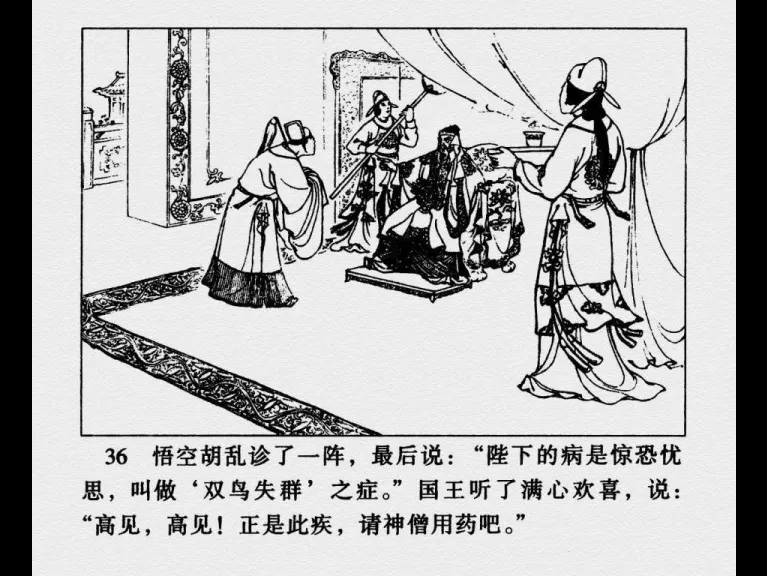 36 悟空胡乱诊了一阵，最后说：“陛下的病是惊恐忧
思，叫做‘双鸟失群’之症。”国王听了满心欢喜，说：
“高见，高见！正是此疾，请神僧用药吧。”